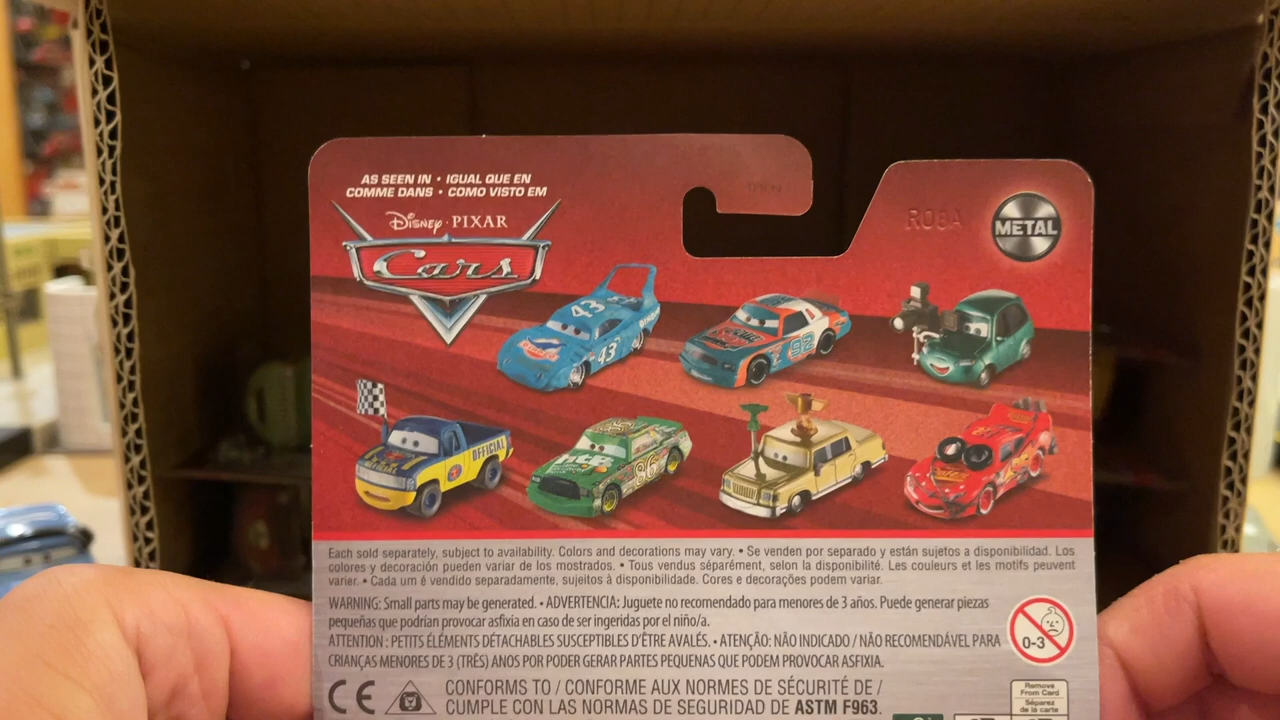 AS SEEN IN • IGUAL QUE EN
COMME DANS • COMO VISTO EM
Disney • PIXAR
Cars
R08A
METAL
43
43
92
OFFICIAL
86
Each sold separately, subject to availability. Colors and decorations may vary. • Se venden por separado y están sujetos a disponibilidad. Los
colores y decoración pueden variar de los mostrados. • Tous vendus séparément, selon la disponibilité. Les couleurs et les motifs peuvent
varier. • Cada um é vendido separadamente, sujeitos à disponibilidade. Cores e decorações podem variar.
WARNING: Small parts may be generated. • ADVERTENCIA: Juguete no recomendado para menores de 3 años. Puede generar piezas
pequeñas que podrían provocar asfixia en caso de ser ingeridas por el niño/a.
ATTENTION : PETITS ÉLÉMENTS DÉTACHABLES SUSCEPTIBLES D'ÊTRE AVALÉS. • ATENÇÃO: NÃO INDICADO / NÃO RECOMENDÁVEL PARA
CRIANÇAS MENORES DE 3 (TRÊS) ANOS POR PODER GERAR PARTES PEQUENAS QUE PODEM PROVOCAR ASFIXIA.
0-3
CE
CONFORMS TO / CONFORME AUX NORMES DE SÉCURITÉ DE /
CUMPLE CON LAS NORMAS DE SEGURIDAD DE ASTM F963.
Remove
From Card
Séparez
de la carte